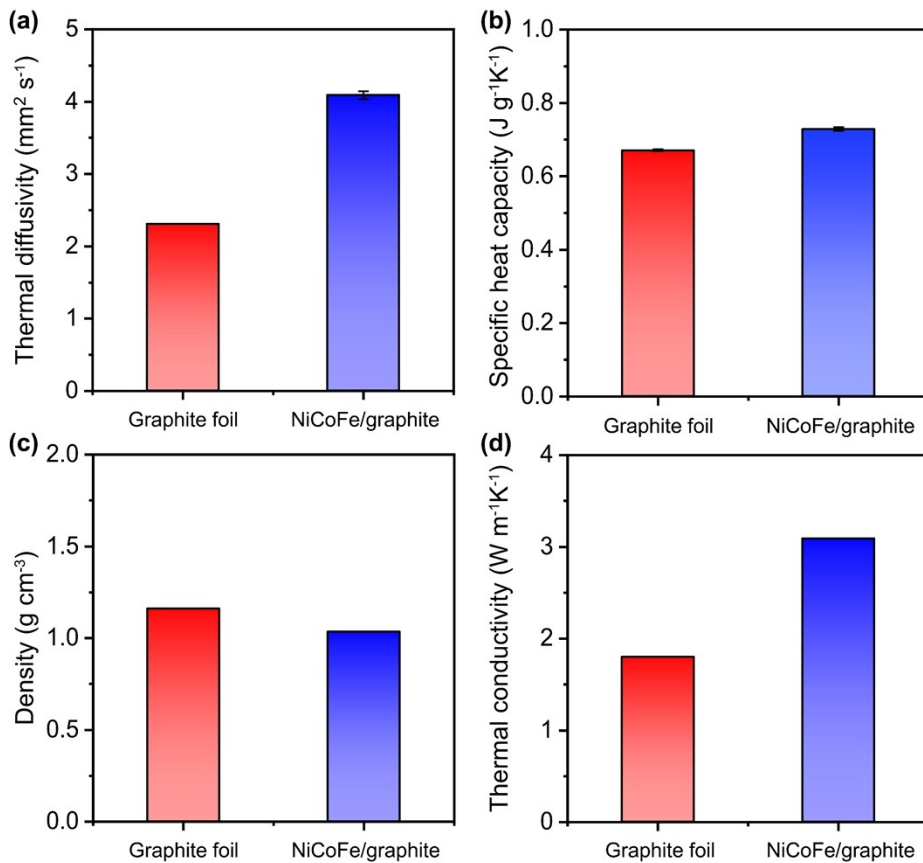 (a)
Thermal diffusivity (mm² s⁻¹)
5
4
3
2
1
0
Graphite foil
NiCoFe/graphite
(b)
Specific heat capacity (J g⁻¹K⁻¹)
1.0
0.8
0.6
0.4
0.2
0.0
Graphite foil
NiCoFe/graphite
(c)
Density (g cm⁻³)
2.0
1.5
1.0
0.5
0.0
Graphite foil
NiCoFe/graphite
(d)
Thermal conductivity (W m⁻¹K⁻¹)
4
3
2
1
0
Graphite foil
NiCoFe/graphite